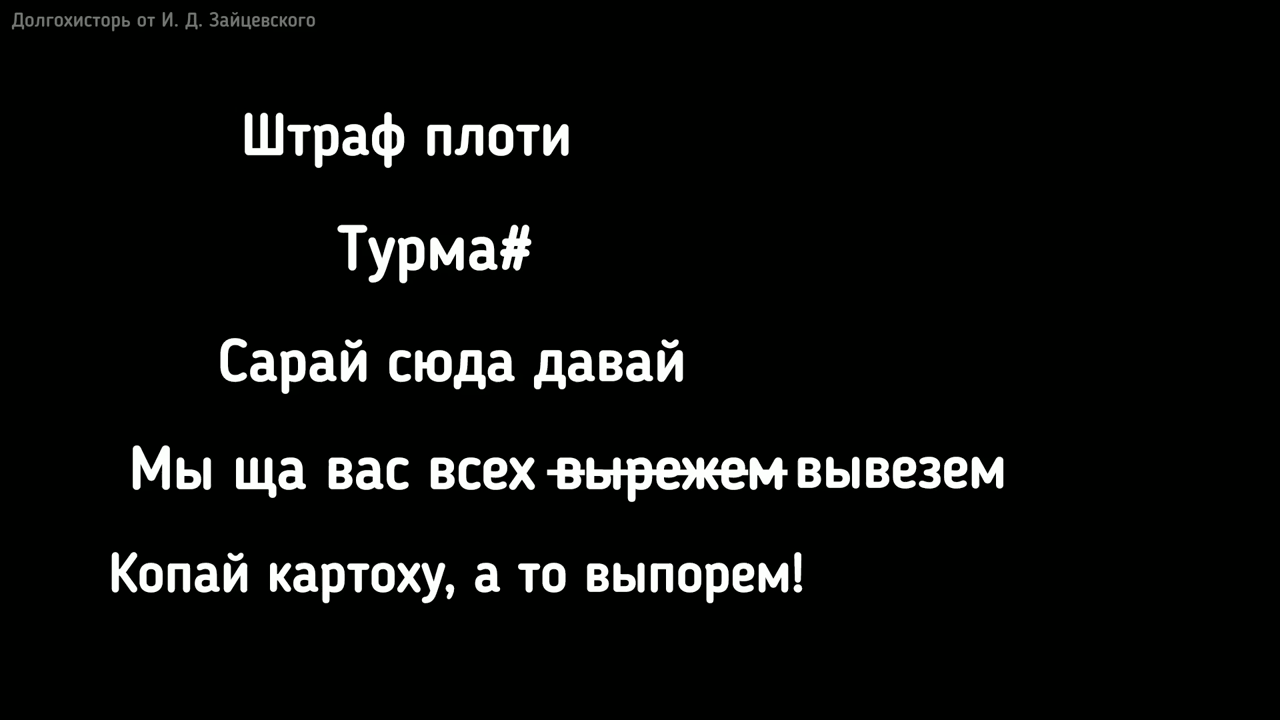 Долгохисторь от И. Д. Зайцевского
Штраф плоти
Турма#
Сарай сюда давай
Мы ща вас всех вырежем вывезем
Копай картоху, а то выпорем!